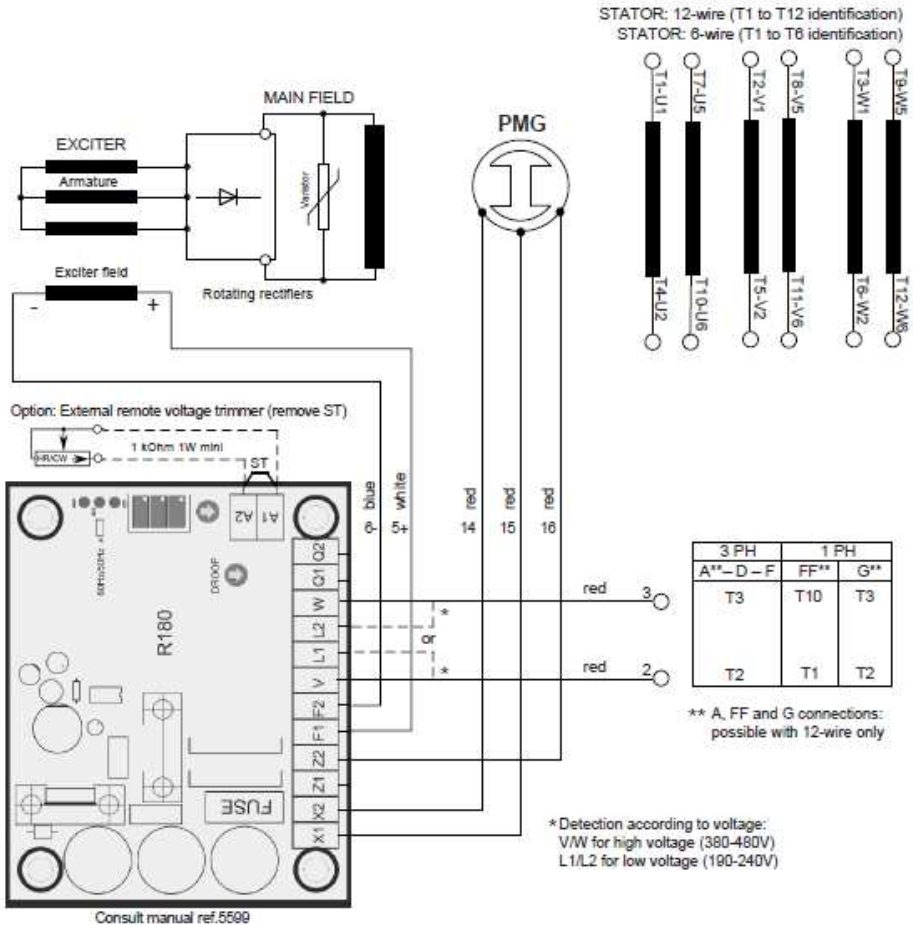 STATOR: 12-wire (T1 to T12 identification)
STATOR: 6-wire (T1 to T6 identification)
T1-U1
T7-U5
T2-V1
T8-V5
T3-W1
T9-W5
T4-U2
T10-U6
T5-V2
T11-V6
T6-W2
T12-W6
MAIN FIELD
PMG
EXCITER
Armature
Varistor
Exciter field
- +
Rotating rectifiers
Option: External remote voltage trimmer (remove ST)
HR/CW
1 kOhm 1W mini
ST
A2 A1
60Hz/50Hz
DROOP
R180
FUSE
Q2
Q1
W
L2
L1
V
F2
F1
Z2
Z1
X2
X1
6- blue
5+ white
14 red
15 red
16 red
*
or
*
red 3
red 2
3 PH 1 PH
A**– D – F FF** G**
T3 T10 T3
T2 T1 T2
** A, FF and G connections:
possible with 12-wire only
* Detection according to voltage:
V/W for high voltage (380-480V)
L1/L2 for low voltage (190-240V)
Consult manual ref.5599